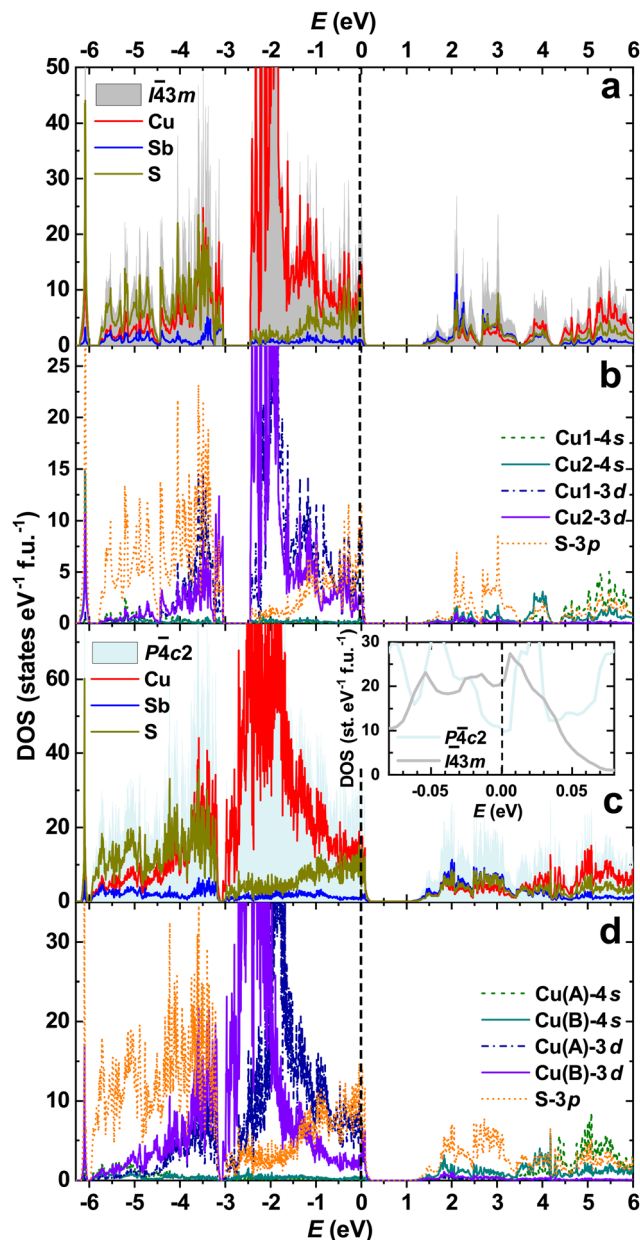 E (eV)
-6 -5 -4 -3 -2 -1 0 1 2 3 4 5 6
DOS (states eV⁻¹ f.u.⁻¹)
a
50
40
30
20
10
0
I4̅3m
Cu
Sb
S
b
25
20
15
10
5
0
Cu1-4s
Cu2-4s
Cu1-3d
Cu2-3d
S-3p
c
60
40
20
0
P4̅c2
Cu
Sb
S
DOS (st. eV⁻¹ f.u.⁻¹)
30
20
10
0
P4̅c2
I4̅3m
-0.05 0.00 0.05
E (eV)
d
30
20
10
0
Cu(A)-4s
Cu(B)-4s
Cu(A)-3d
Cu(B)-3d
S-3p
-6 -5 -4 -3 -2 -1 0 1 2 3 4 5 6
E (eV)